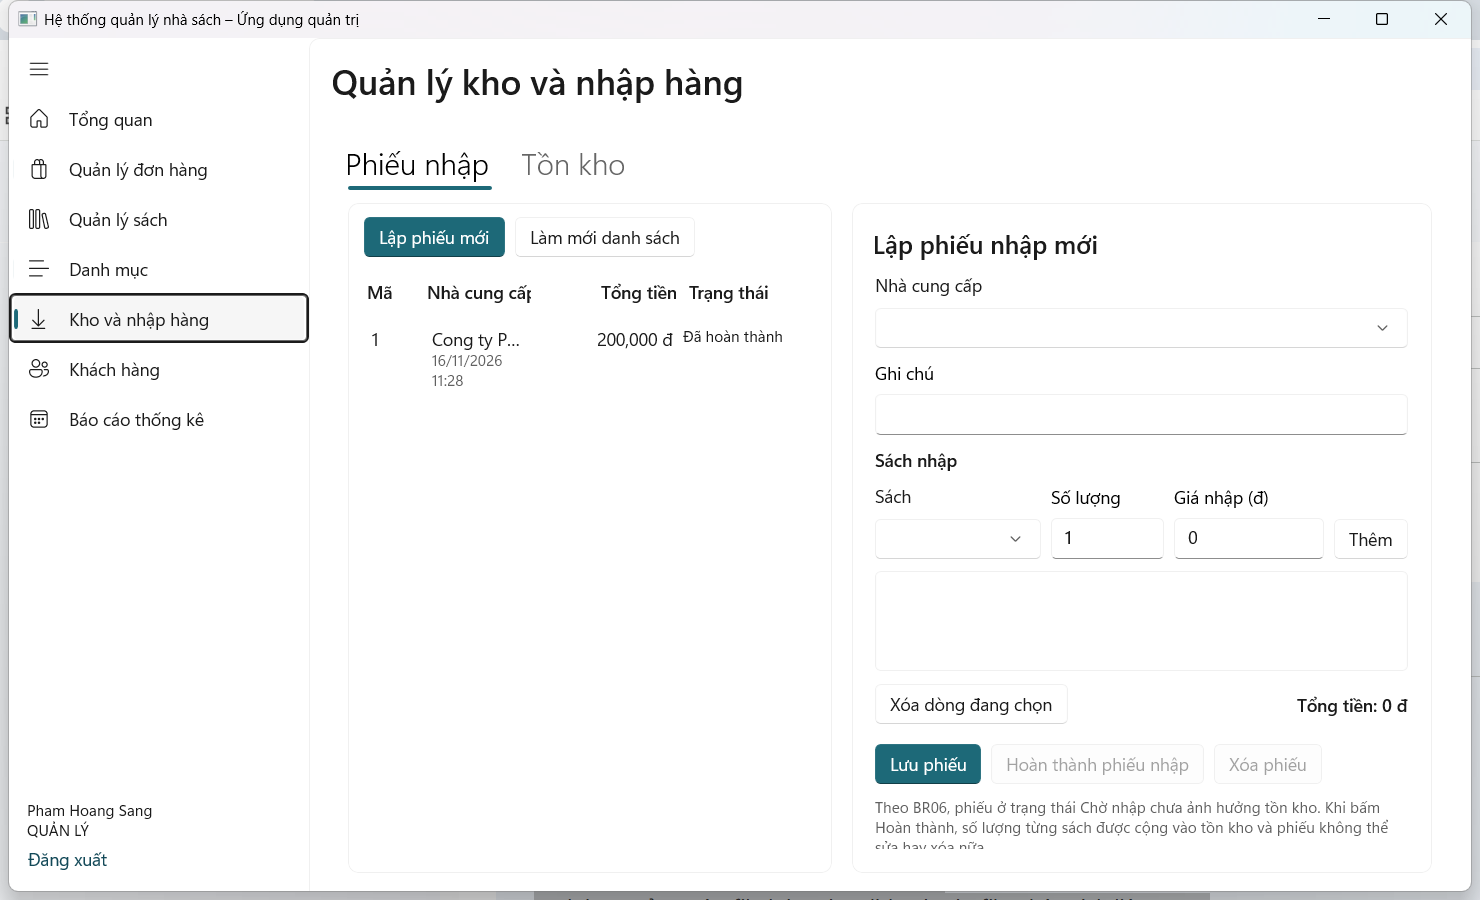 Hệ thống quản lý nhà sách – Ứng dụng quản trị
Tổng quan
Quản lý đơn hàng
Quản lý sách
Danh mục
Kho và nhập hàng
Khách hàng
Báo cáo thống kê
Pham Hoang Sang
QUẢN LÝ
Đăng xuất
Quản lý kho và nhập hàng
Phiếu nhập Tồn kho
Lập phiếu mới Làm mới danh sách
Mã Nhà cung cấp Tổng tiền Trạng thái
1 Cong ty P... 200,000 đ Đã hoàn thành
16/11/2026
11:28
Lập phiếu nhập mới
Nhà cung cấp
Ghi chú
Sách nhập
Sách Số lượng Giá nhập (đ)
1 0 Thêm
Xóa dòng đang chọn Tổng tiền: 0 đ
Lưu phiếu Hoàn thành phiếu nhập Xóa phiếu
Theo BR06, phiếu ở trạng thái Chờ nhập chưa ảnh hưởng tồn kho. Khi bấm
Hoàn thành, số lượng từng sách được cộng vào tồn kho và phiếu không thể
sửa hay xóa nữa